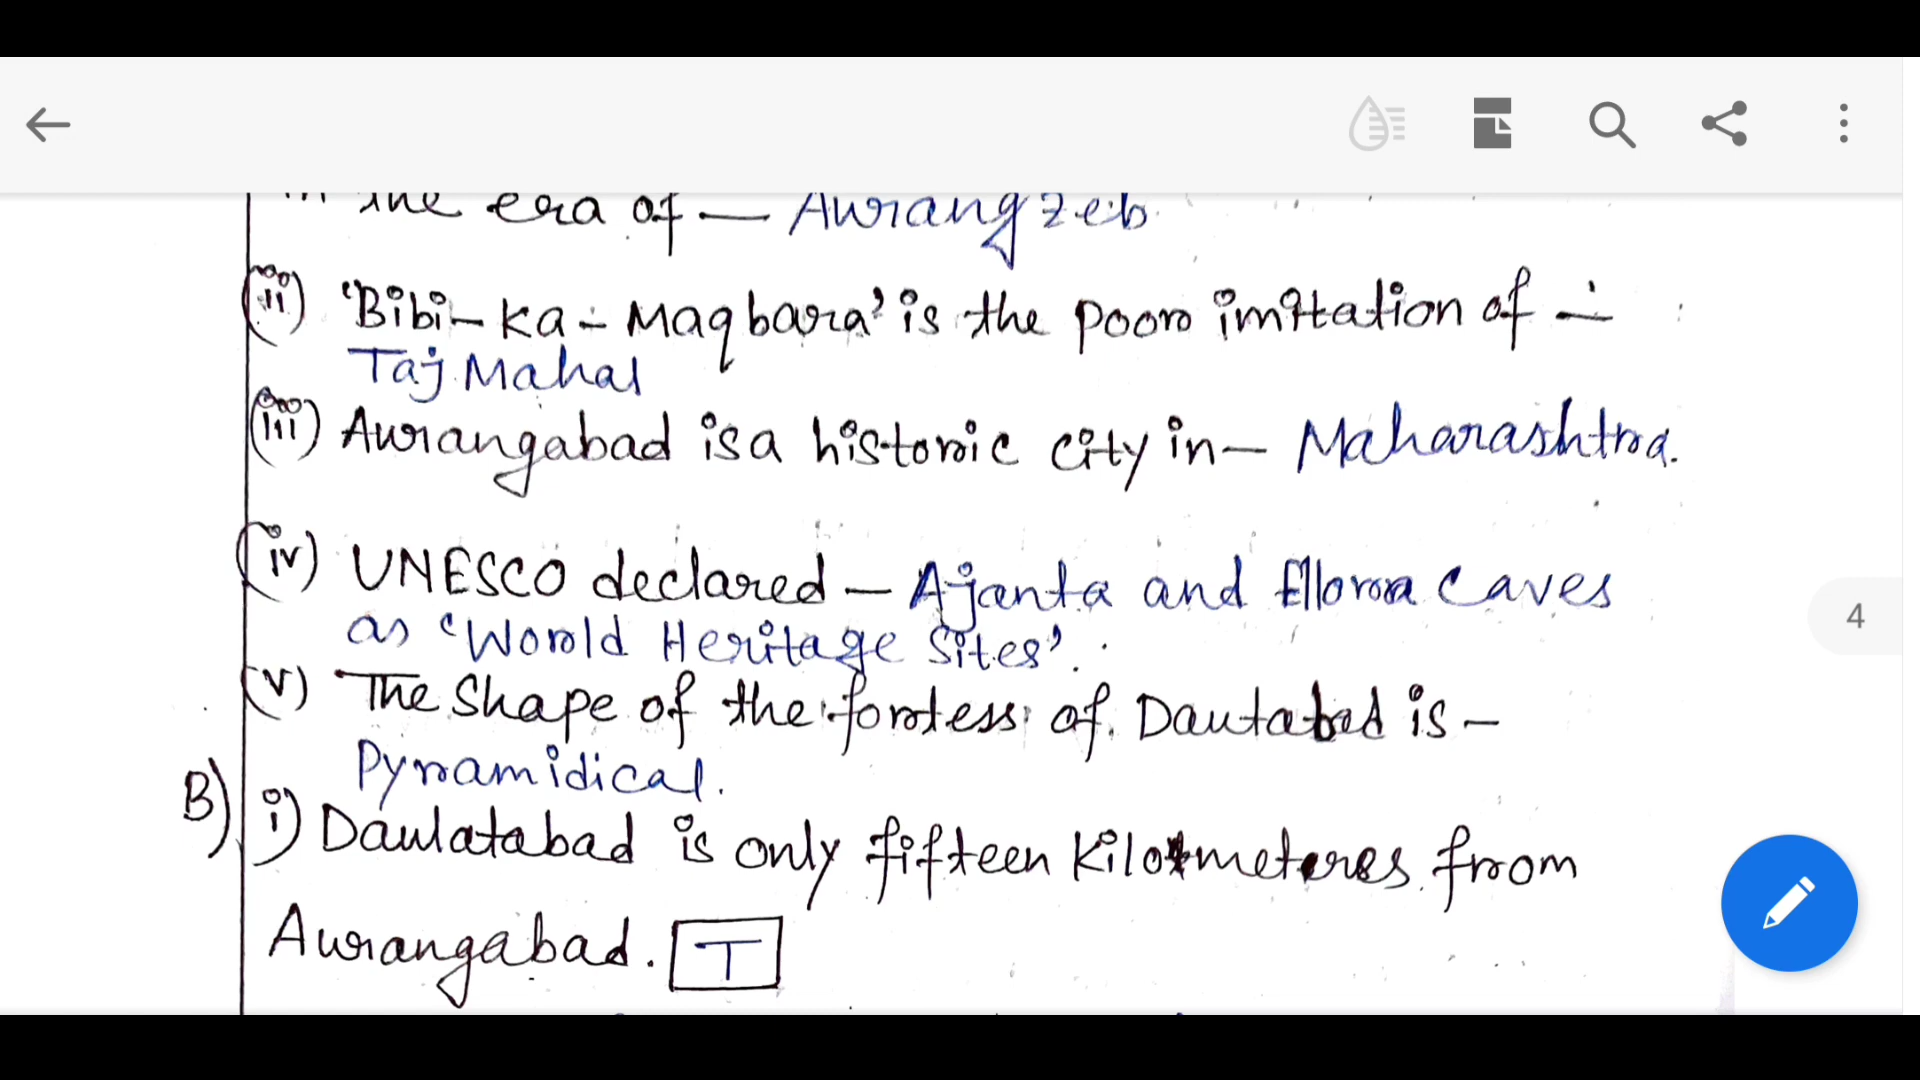 in the era of — Aurangzeb.
(ii) 'Bibi-ka-Maqbara' is the poor imitation of —
Taj Mahal
(iii) Aurangabad is a historic city in — Maharashtra.
(iv) UNESCO declared — Ajanta and Ellora Caves
as 'World Heritage Sites'.
(v) The Shape of the fortess of Dautabad is —
Pyramidical.
B) i) Daulatabad is only fifteen Kilometeres from
Aurangabad. T
4